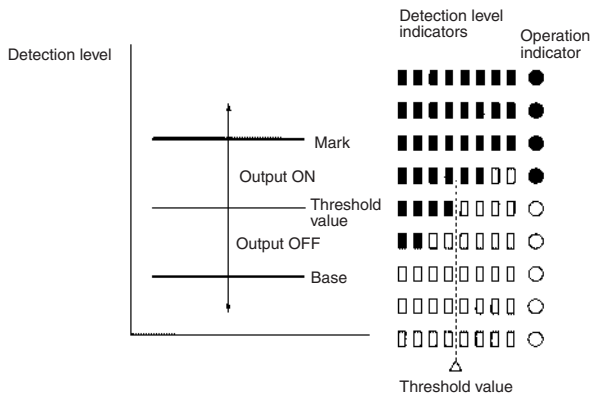 Detection level
Detection level
indicators
Operation
indicator
Mark
Output ON
Threshold
value
Output OFF
Base
Threshold value